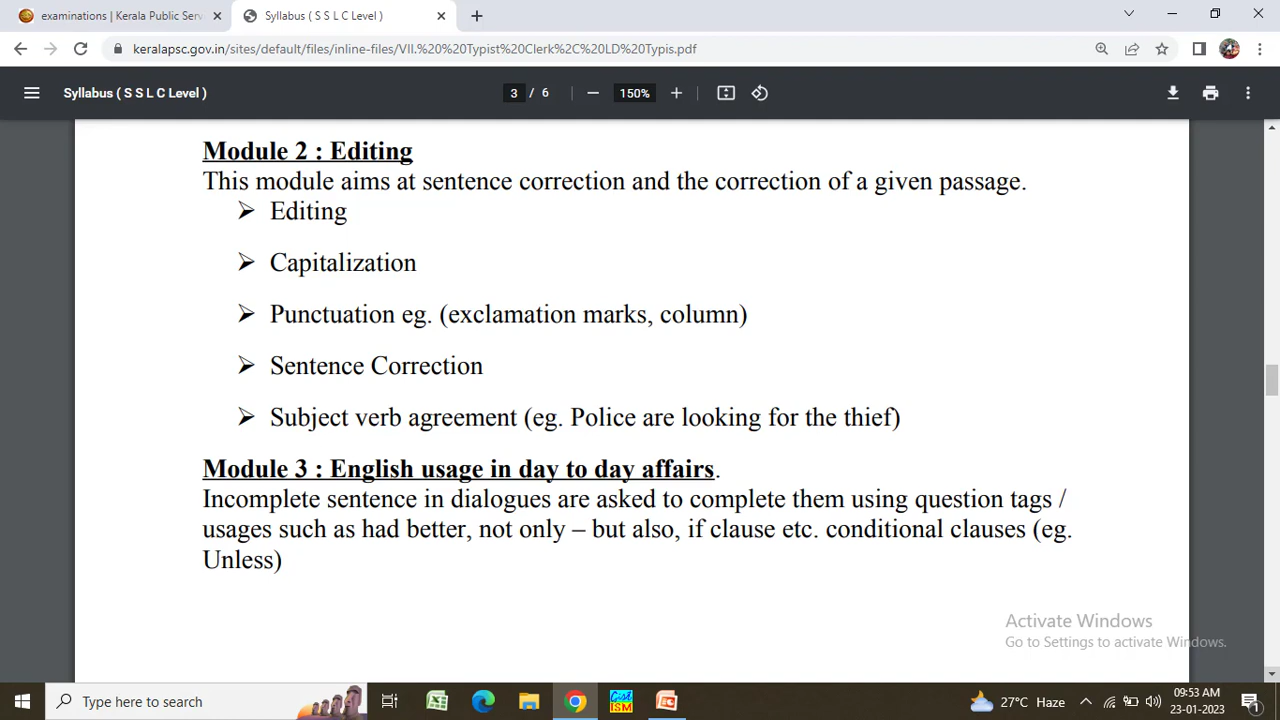 examinations | Kerala Public Serv
Syllabus ( S S L C Level )
keralapsc.gov.in/sites/default/files/inline-files/VII.%20%20Typist%20Clerk%2C%20LD%20Typis.pdf
Syllabus ( S S L C Level )
3 / 6
150%
Module 2 : Editing
This module aims at sentence correction and the correction of a given passage.
Editing
Capitalization
Punctuation eg. (exclamation marks, column)
Sentence Correction
Subject verb agreement (eg. Police are looking for the thief)
Module 3 : English usage in day to day affairs.
Incomplete sentence in dialogues are asked to complete them using question tags /
usages such as had better, not only – but also, if clause etc. conditional clauses (eg.
Unless)
Activate Windows
Go to Settings to activate Windows.
Type here to search
ISM
27°C Haze
09:53 AM
23-01-2023
1